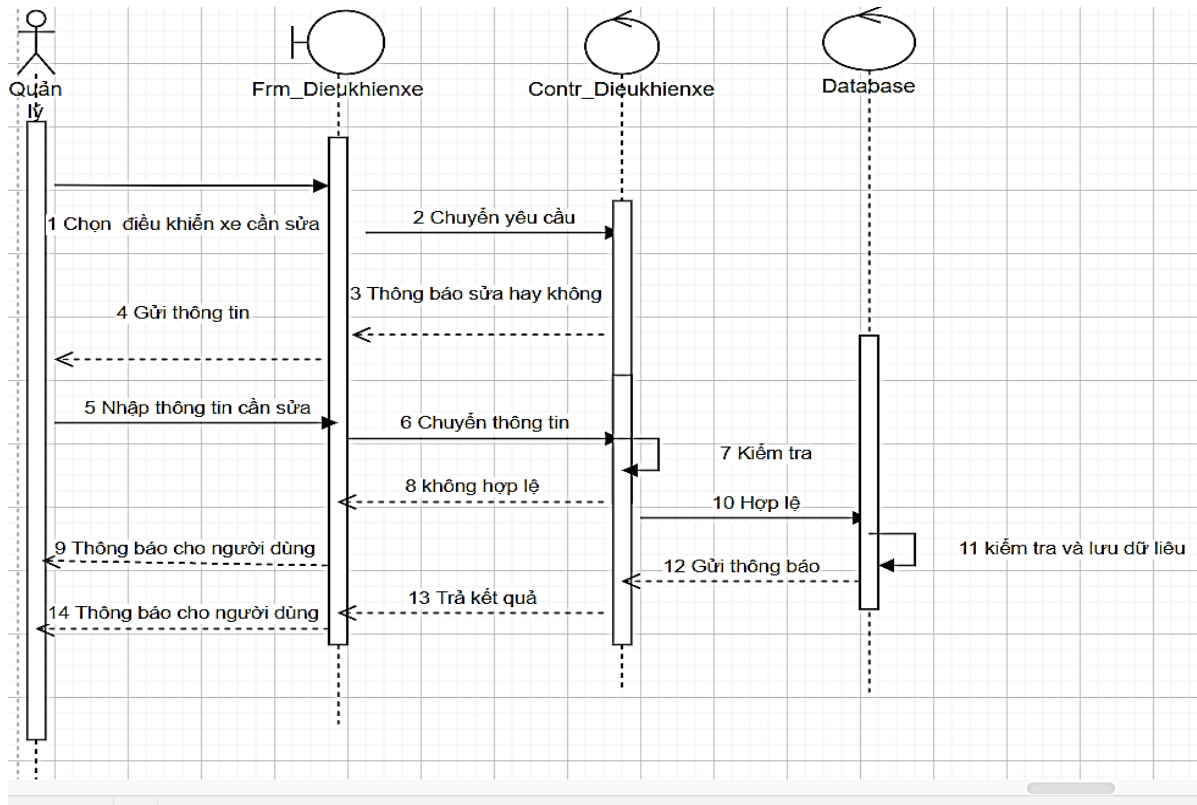 Quản
lý
Frm_Dieukhienxe
Contr_Dieukhienxe
Database
1 Chọn điều khiển xe cần sửa
2 Chuyển yêu cầu
3 Thông báo sửa hay không
4 Gửi thông tin
5 Nhập thông tin cần sửa
6 Chuyển thông tin
7 Kiểm tra
8 không hợp lệ
10 Hợp lệ
9 Thông báo cho người dùng
11 kiểm tra và lưu dữ liêu
12 Gửi thông báo
13 Trả kết quả
14 Thông báo cho người dùng